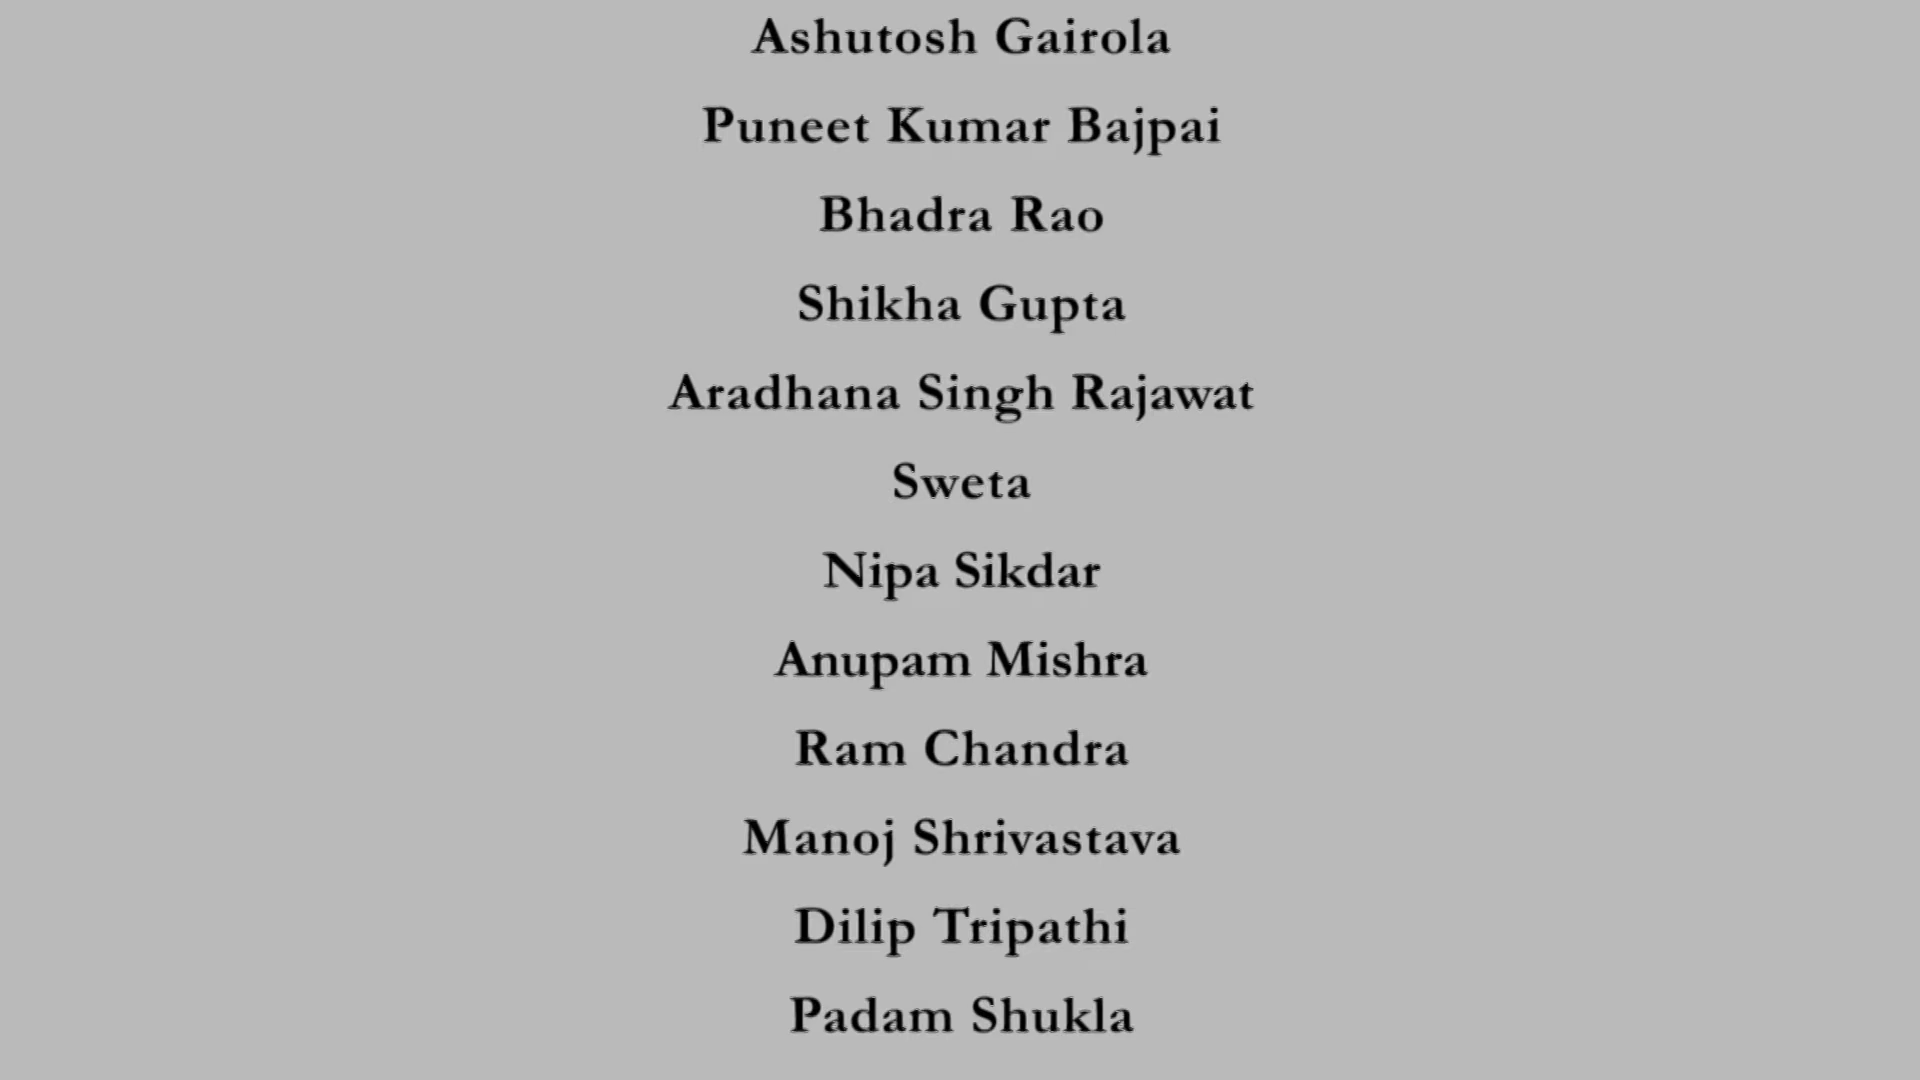 Ashutosh Gairola
Puneet Kumar Bajpai
Bhadra Rao
Shikha Gupta
Aradhana Singh Rajawat
Sweta
Nipa Sikdar
Anupam Mishra
Ram Chandra
Manoj Shrivastava
Dilip Tripathi
Padam Shukla